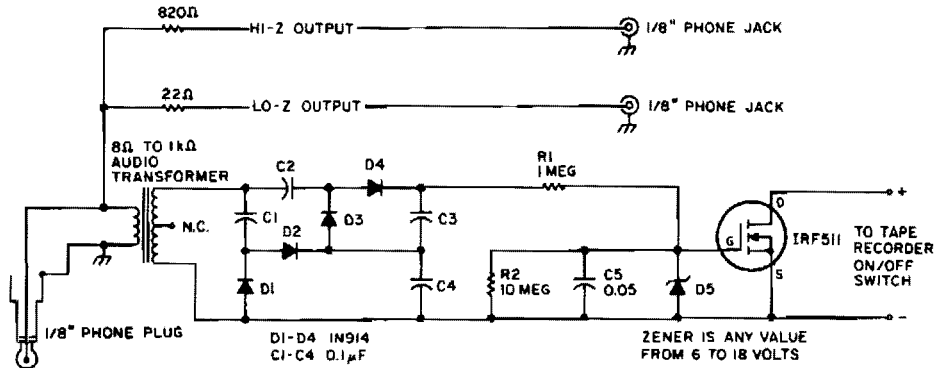 820Ω
HI-Z OUTPUT
1/8" PHONE JACK
22Ω
LO-Z OUTPUT
1/8" PHONE JACK
8Ω TO 1kΩ
AUDIO
TRANSFORMER
N.C.
C2
D4
R1
1 MEG
C1
D3
C3
D2
D1
C4
R2
10 MEG
C5
0.05
D5
D
G
S
IRF511
+
TO TAPE
RECORDER
ON/OFF
SWITCH
–
1/8" PHONE PLUG
D1-D4 IN914
C1-C4 0.1µF
ZENER IS ANY VALUE
FROM 6 TO 18 VOLTS